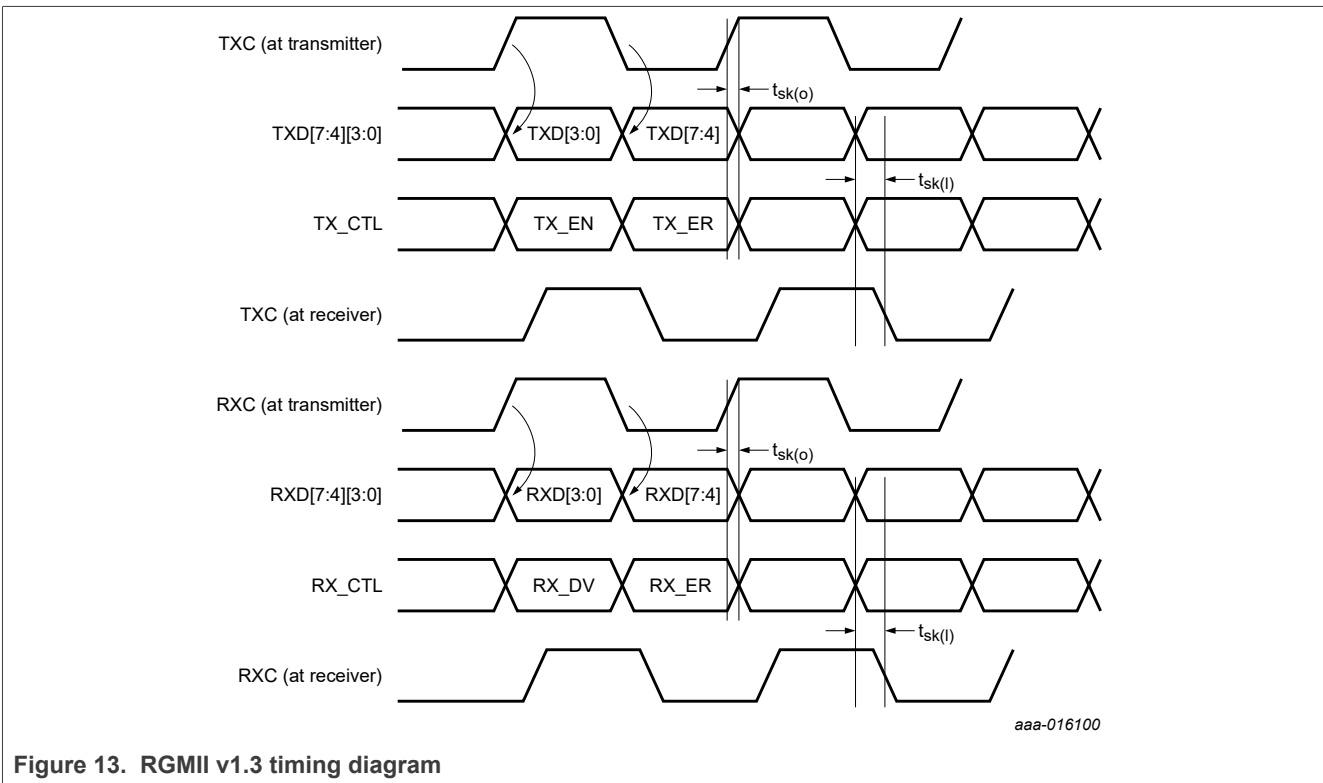 TXC (at transmitter)
tsk(o)
TXD[7:4][3:0]
TXD[3:0]
TXD[7:4]
tsk(l)
TX_CTL
TX_EN
TX_ER
TXC (at receiver)
RXC (at transmitter)
tsk(o)
RXD[7:4][3:0]
RXD[3:0]
RXD[7:4]
RX_CTL
RX_DV
RX_ER
tsk(l)
RXC (at receiver)
aaa-016100
Figure 13. RGMII v1.3 timing diagram